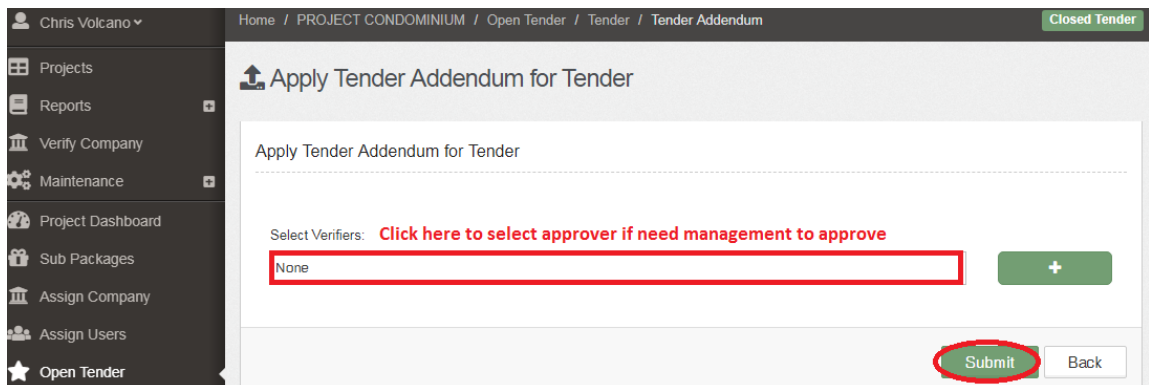 Chris Volcano
Home / PROJECT CONDOMINIUM / Open Tender / Tender / Tender Addendum
Closed Tender
Projects
Reports
Verify Company
Maintenance
Project Dashboard
Sub Packages
Assign Company
Assign Users
Open Tender
Apply Tender Addendum for Tender
Apply Tender Addendum for Tender
Select Verifiers: Click here to select approver if need management to approve
None
+
Submit
Back